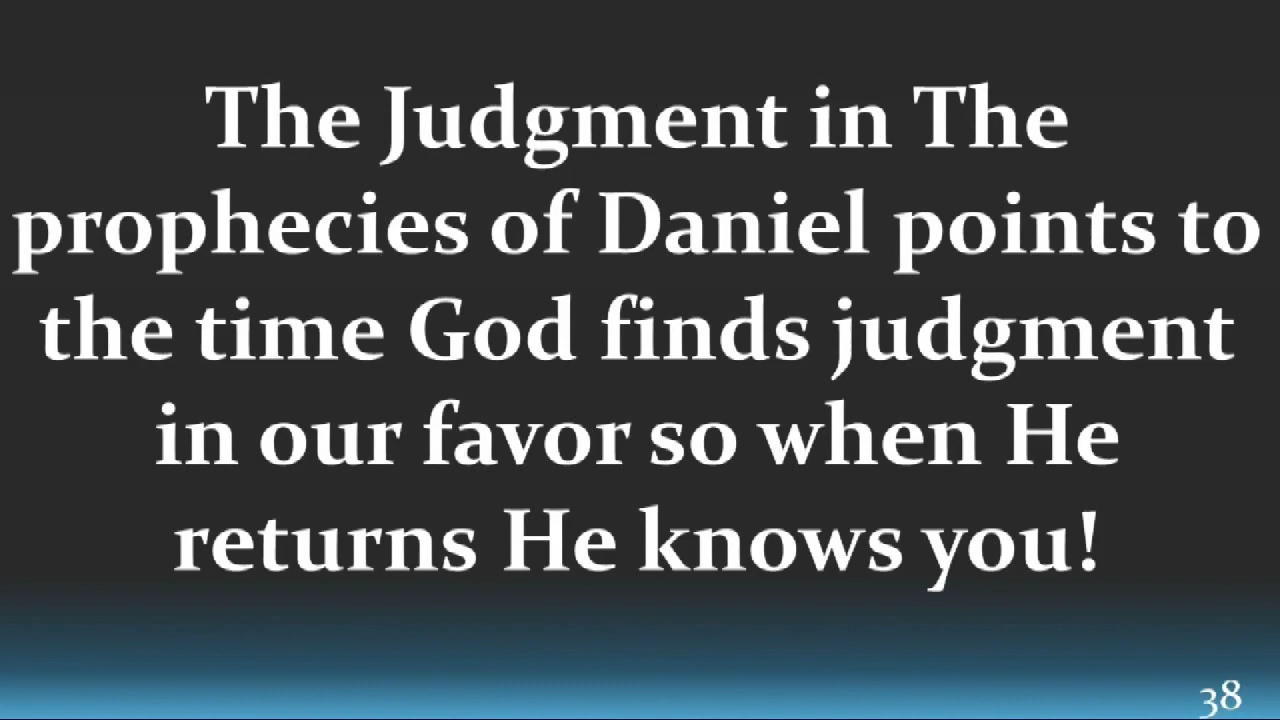 The Judgment in The
prophecies of Daniel points to
the time God finds judgment
in our favor so when He
returns He knows you!
38